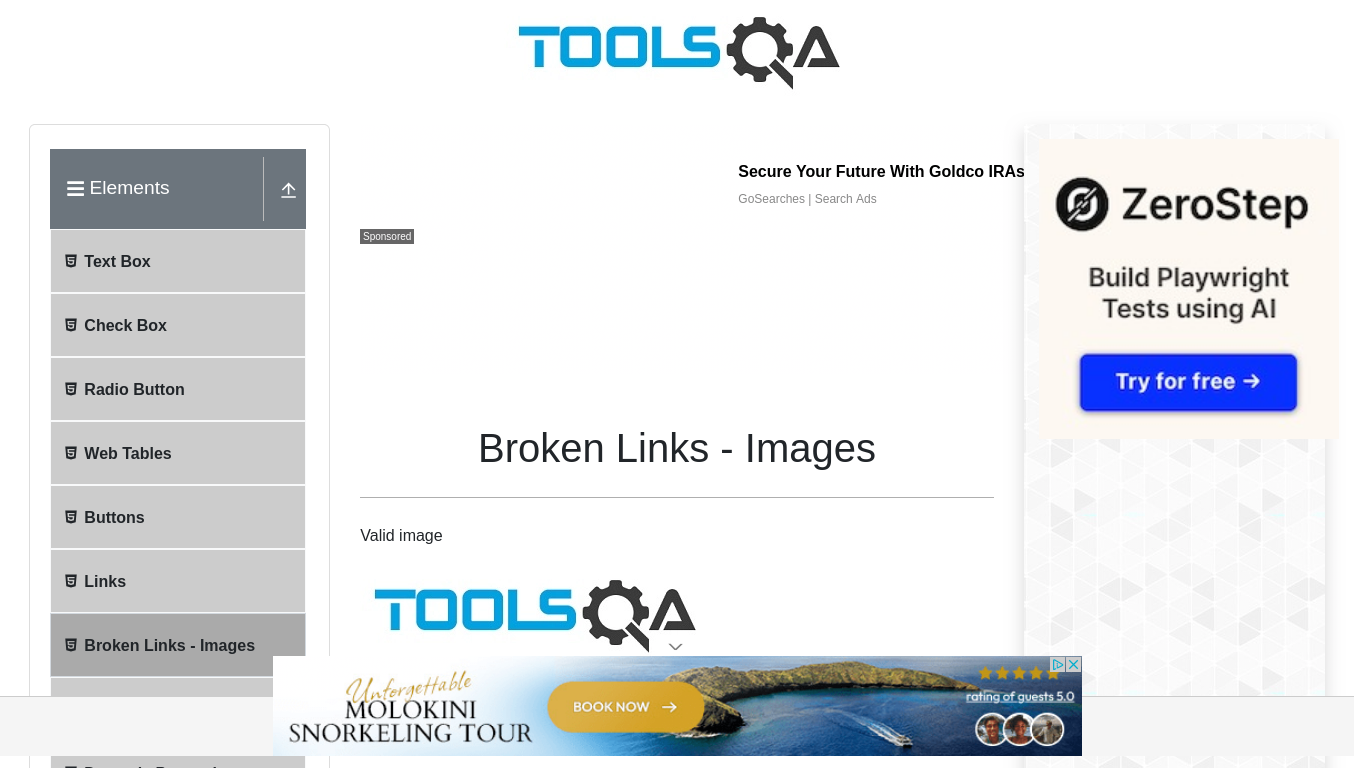 TOOLSQA
Elements
Text Box
Check Box
Radio Button
Web Tables
Buttons
Links
Broken Links - Images
Secure Your Future With Goldco IRAs
GoSearches | Search Ads
Sponsored
Broken Links - Images
Valid image
TOOLSQA
ZeroStep
Build Playwright
Tests using AI
Try for free →
Unforgettable
MOLOKINI
SNORKELING TOUR
BOOK NOW →
rating of guests 5.0